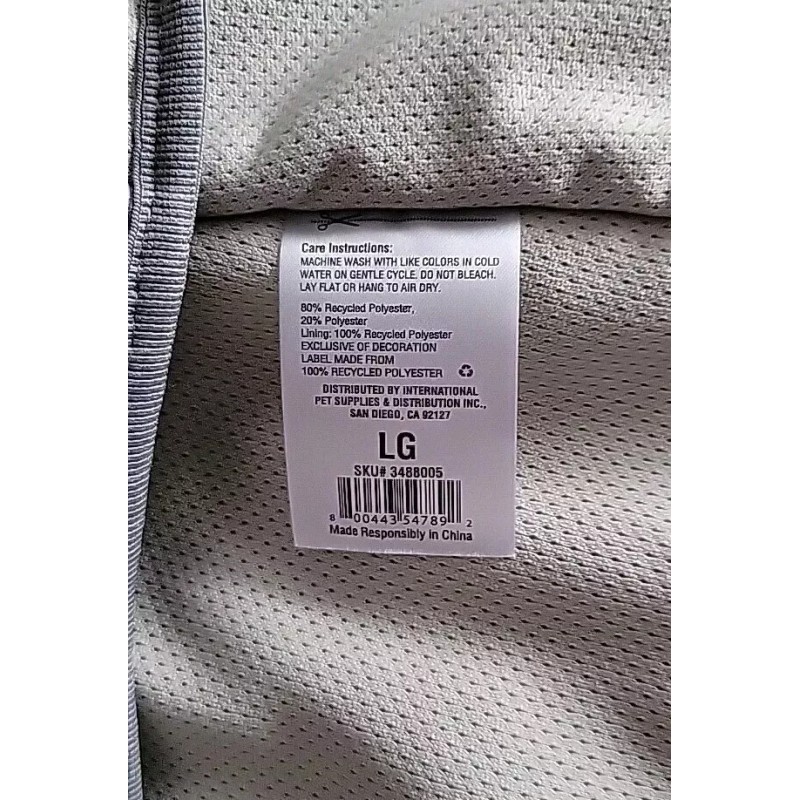 Care Instructions:
MACHINE WASH WITH LIKE COLORS IN COLD
WATER ON GENTLE CYCLE. DO NOT BLEACH.
LAY FLAT OR HANG TO AIR DRY.
80% Recycled Polyester,
20% Polyester
Lining: 100% Recycled Polyester
EXCLUSIVE OF DECORATION
LABEL MADE FROM
100% RECYCLED POLYESTER
DISTRIBUTED BY INTERNATIONAL
PET SUPPLIES & DISTRIBUTION INC.,
SAN DIEGO, CA 92127
LG
SKU# 3488005
8 00443 54789 2
Made Responsibly in China